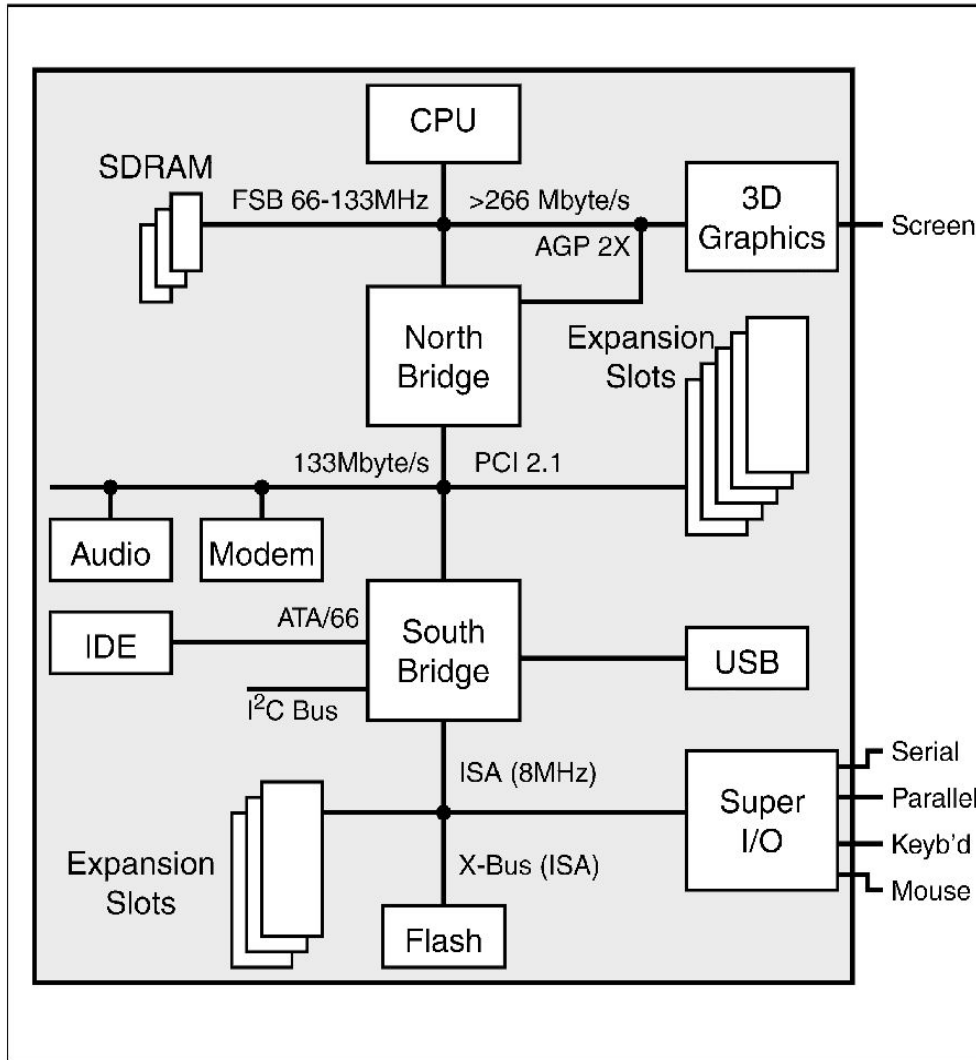 CPU
SDRAM
FSB 66-133MHz
>266 Mbyte/s
AGP 2X
3D
Graphics
Screen
North
Bridge
Expansion
Slots
133Mbyte/s
PCI 2.1
Audio
Modem
IDE
ATA/66
South
Bridge
USB
I²C Bus
ISA (8MHz)
Serial
Parallel
Keyb'd
Mouse
Super
I/O
Expansion
Slots
X-Bus (ISA)
Flash